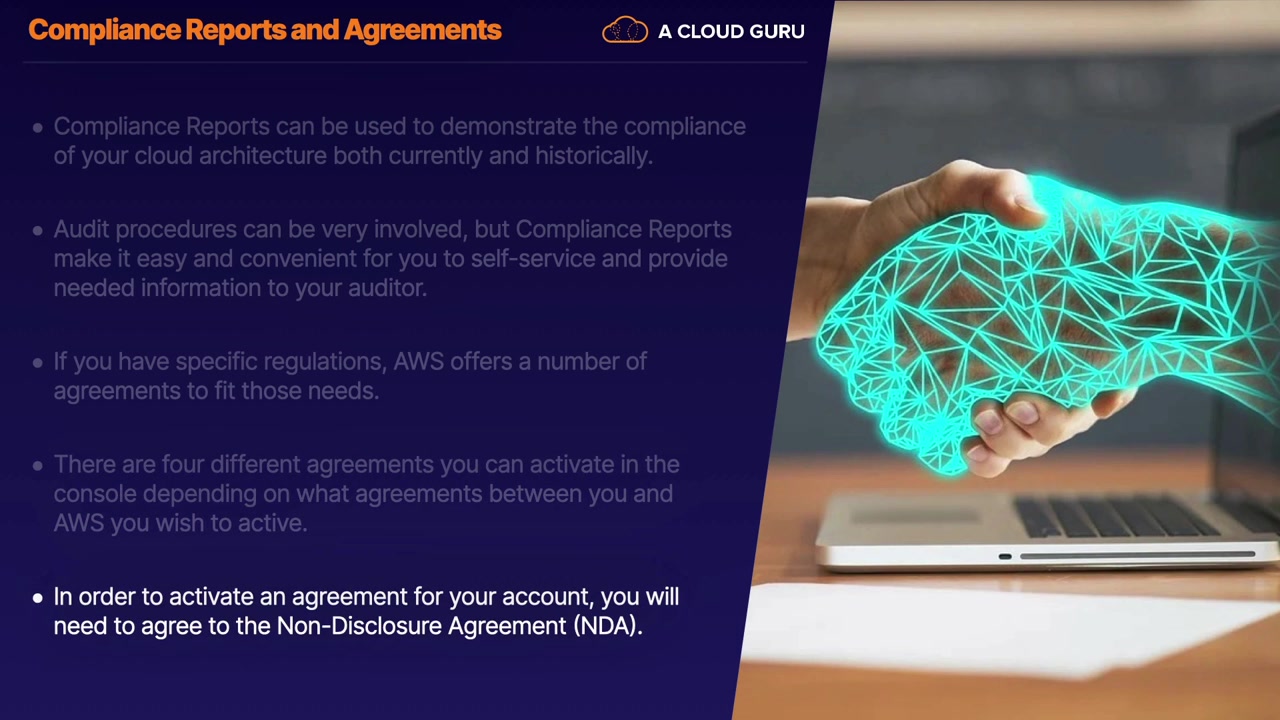 Compliance Reports and Agreements
A CLOUD GURU
• Compliance Reports can be used to demonstrate the compliance
of your cloud architecture both currently and historically.
• Audit procedures can be very involved, but Compliance Reports
make it easy and convenient for you to self-service and provide
needed information to your auditor.
• If you have specific regulations, AWS offers a number of
agreements to fit those needs.
• There are four different agreements you can activate in the
console depending on what agreements between you and
AWS you wish to active.
• In order to activate an agreement for your account, you will
need to agree to the Non-Disclosure Agreement (NDA).